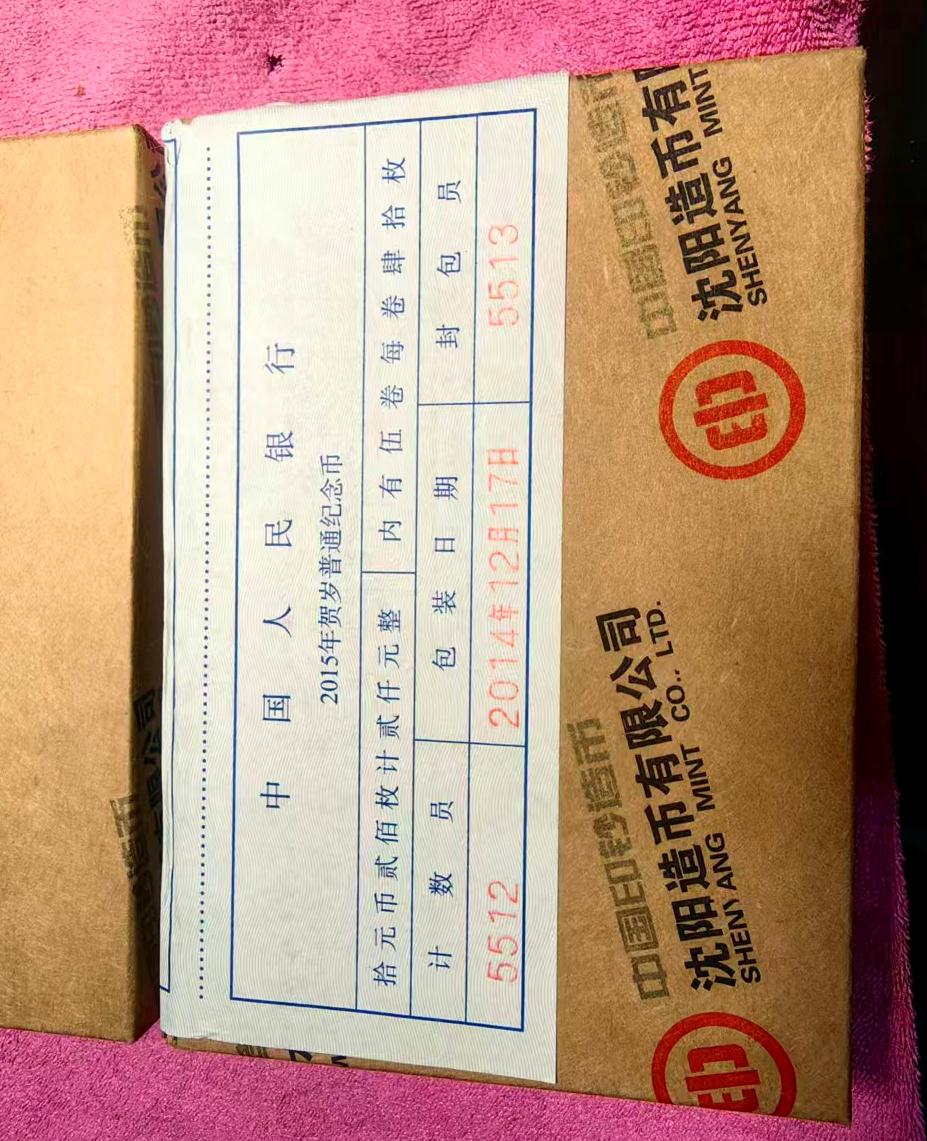 中国人民银行
2015年贺岁普通纪念币
拾元币贰佰枚计贰仟元整 内有伍卷每卷肆拾枚
计数员 包装日期 封包员
5512 2014年12月17日 5513
中国印钞造币
沈阳造币有限公司
SHENYANG MINT CO., LTD.
中国印钞造币
沈阳造币有
SHENYANG MINT